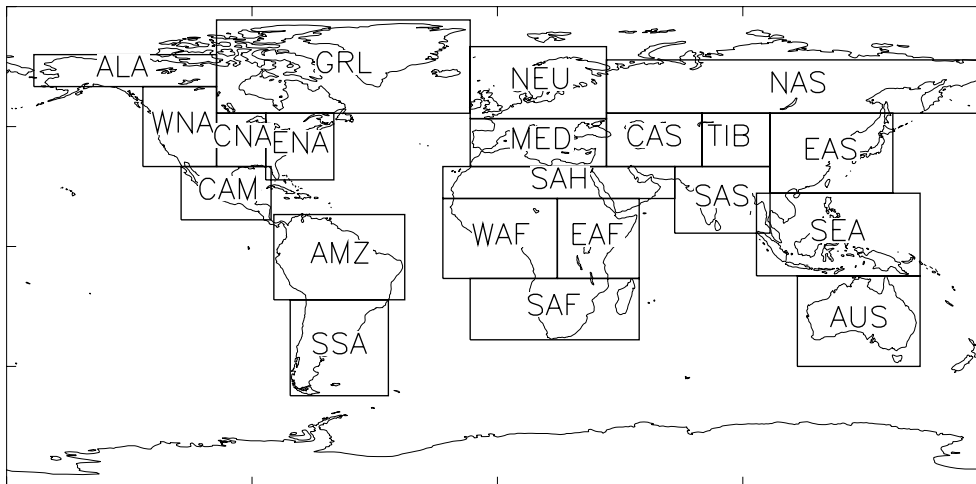 ALA
GRL
NEU
NAS
WNA
CNA
ENA
MED
CAS
TIB
EAS
CAM
SAH
SAS
AMZ
WAF
EAF
SEA
SSA
SAF
AUS